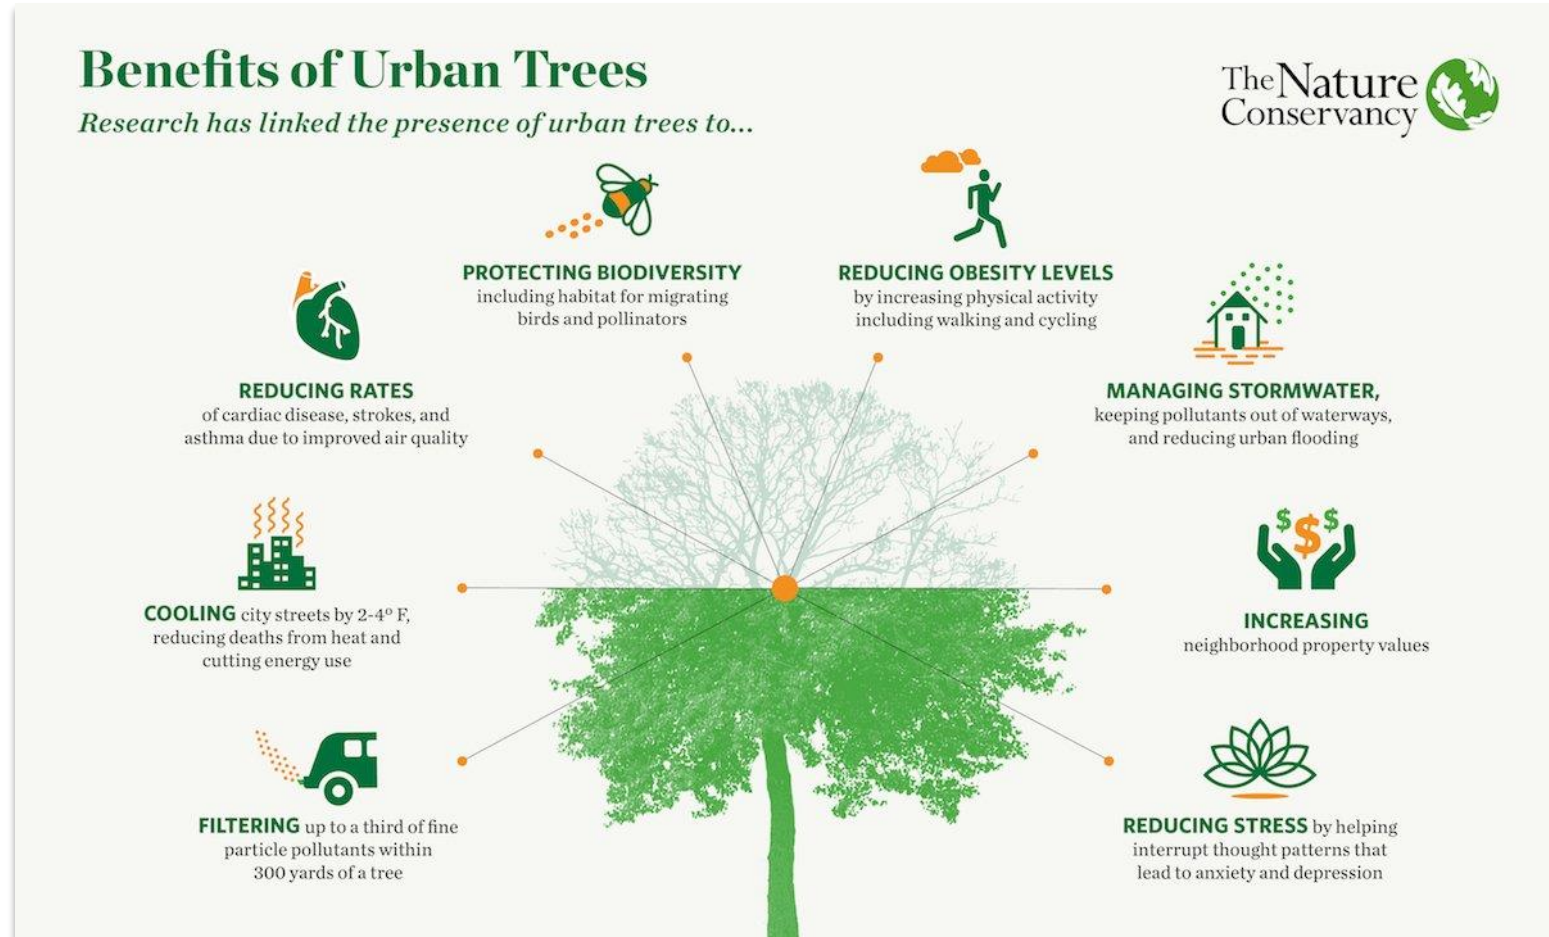 Benefits of Urban Trees
Research has linked the presence of urban trees to...
The Nature
Conservancy
PROTECTING BIODIVERSITY
including habitat for migrating
birds and pollinators
REDUCING OBESITY LEVELS
by increasing physical activity
including walking and cycling
REDUCING RATES
of cardiac disease, strokes, and
asthma due to improved air quality
MANAGING STORMWATER,
keeping pollutants out of waterways,
and reducing urban flooding
COOLING city streets by 2-4º F,
reducing deaths from heat and
cutting energy use
$ $ $
INCREASING
neighborhood property values
FILTERING up to a third of fine
particle pollutants within
300 yards of a tree
REDUCING STRESS by helping
interrupt thought patterns that
lead to anxiety and depression